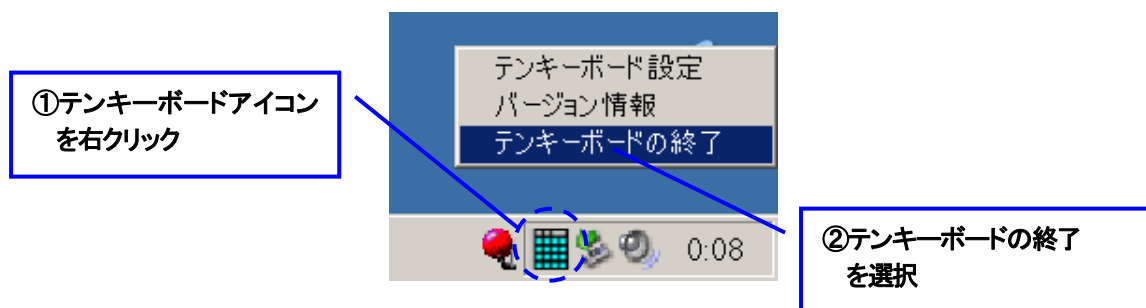 テンキーボード設定
バージョン情報
テンキーボードの終了
①テンキーボードアイコン
を右クリック
0:08
②テンキーボードの終了
を選択